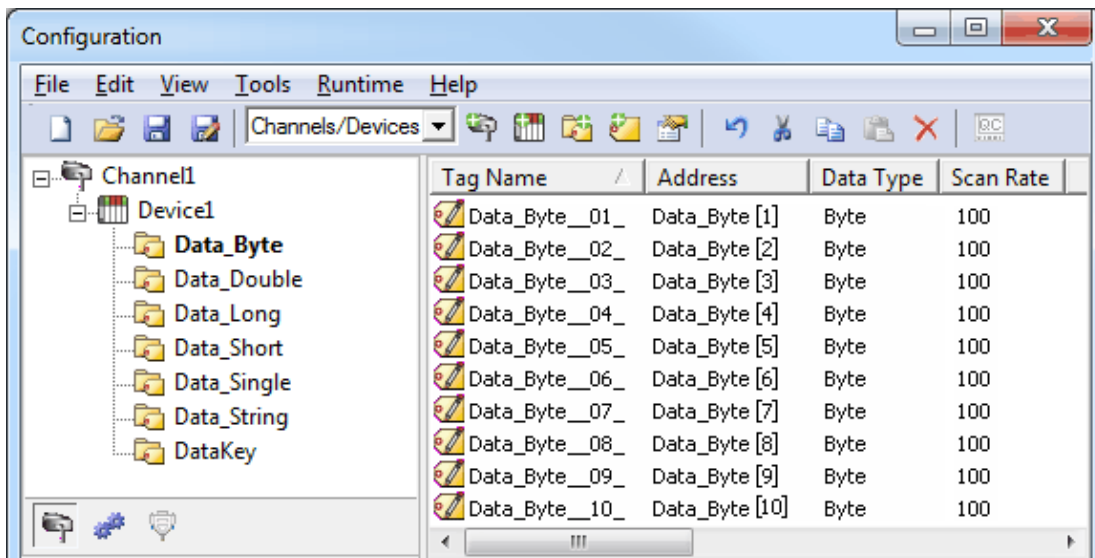 Configuration
File Edit View Tools Runtime Help
Channels/Devices
QC
Channel1
Device1
Data_Byte
Data_Double
Data_Long
Data_Short
Data_Single
Data_String
DataKey
Tag Name Address Data Type Scan Rate
Data_Byte__01_ Data_Byte [1] Byte 100
Data_Byte__02_ Data_Byte [2] Byte 100
Data_Byte__03_ Data_Byte [3] Byte 100
Data_Byte__04_ Data_Byte [4] Byte 100
Data_Byte__05_ Data_Byte [5] Byte 100
Data_Byte__06_ Data_Byte [6] Byte 100
Data_Byte__07_ Data_Byte [7] Byte 100
Data_Byte__08_ Data_Byte [8] Byte 100
Data_Byte__09_ Data_Byte [9] Byte 100
Data_Byte__10_ Data_Byte [10] Byte 100